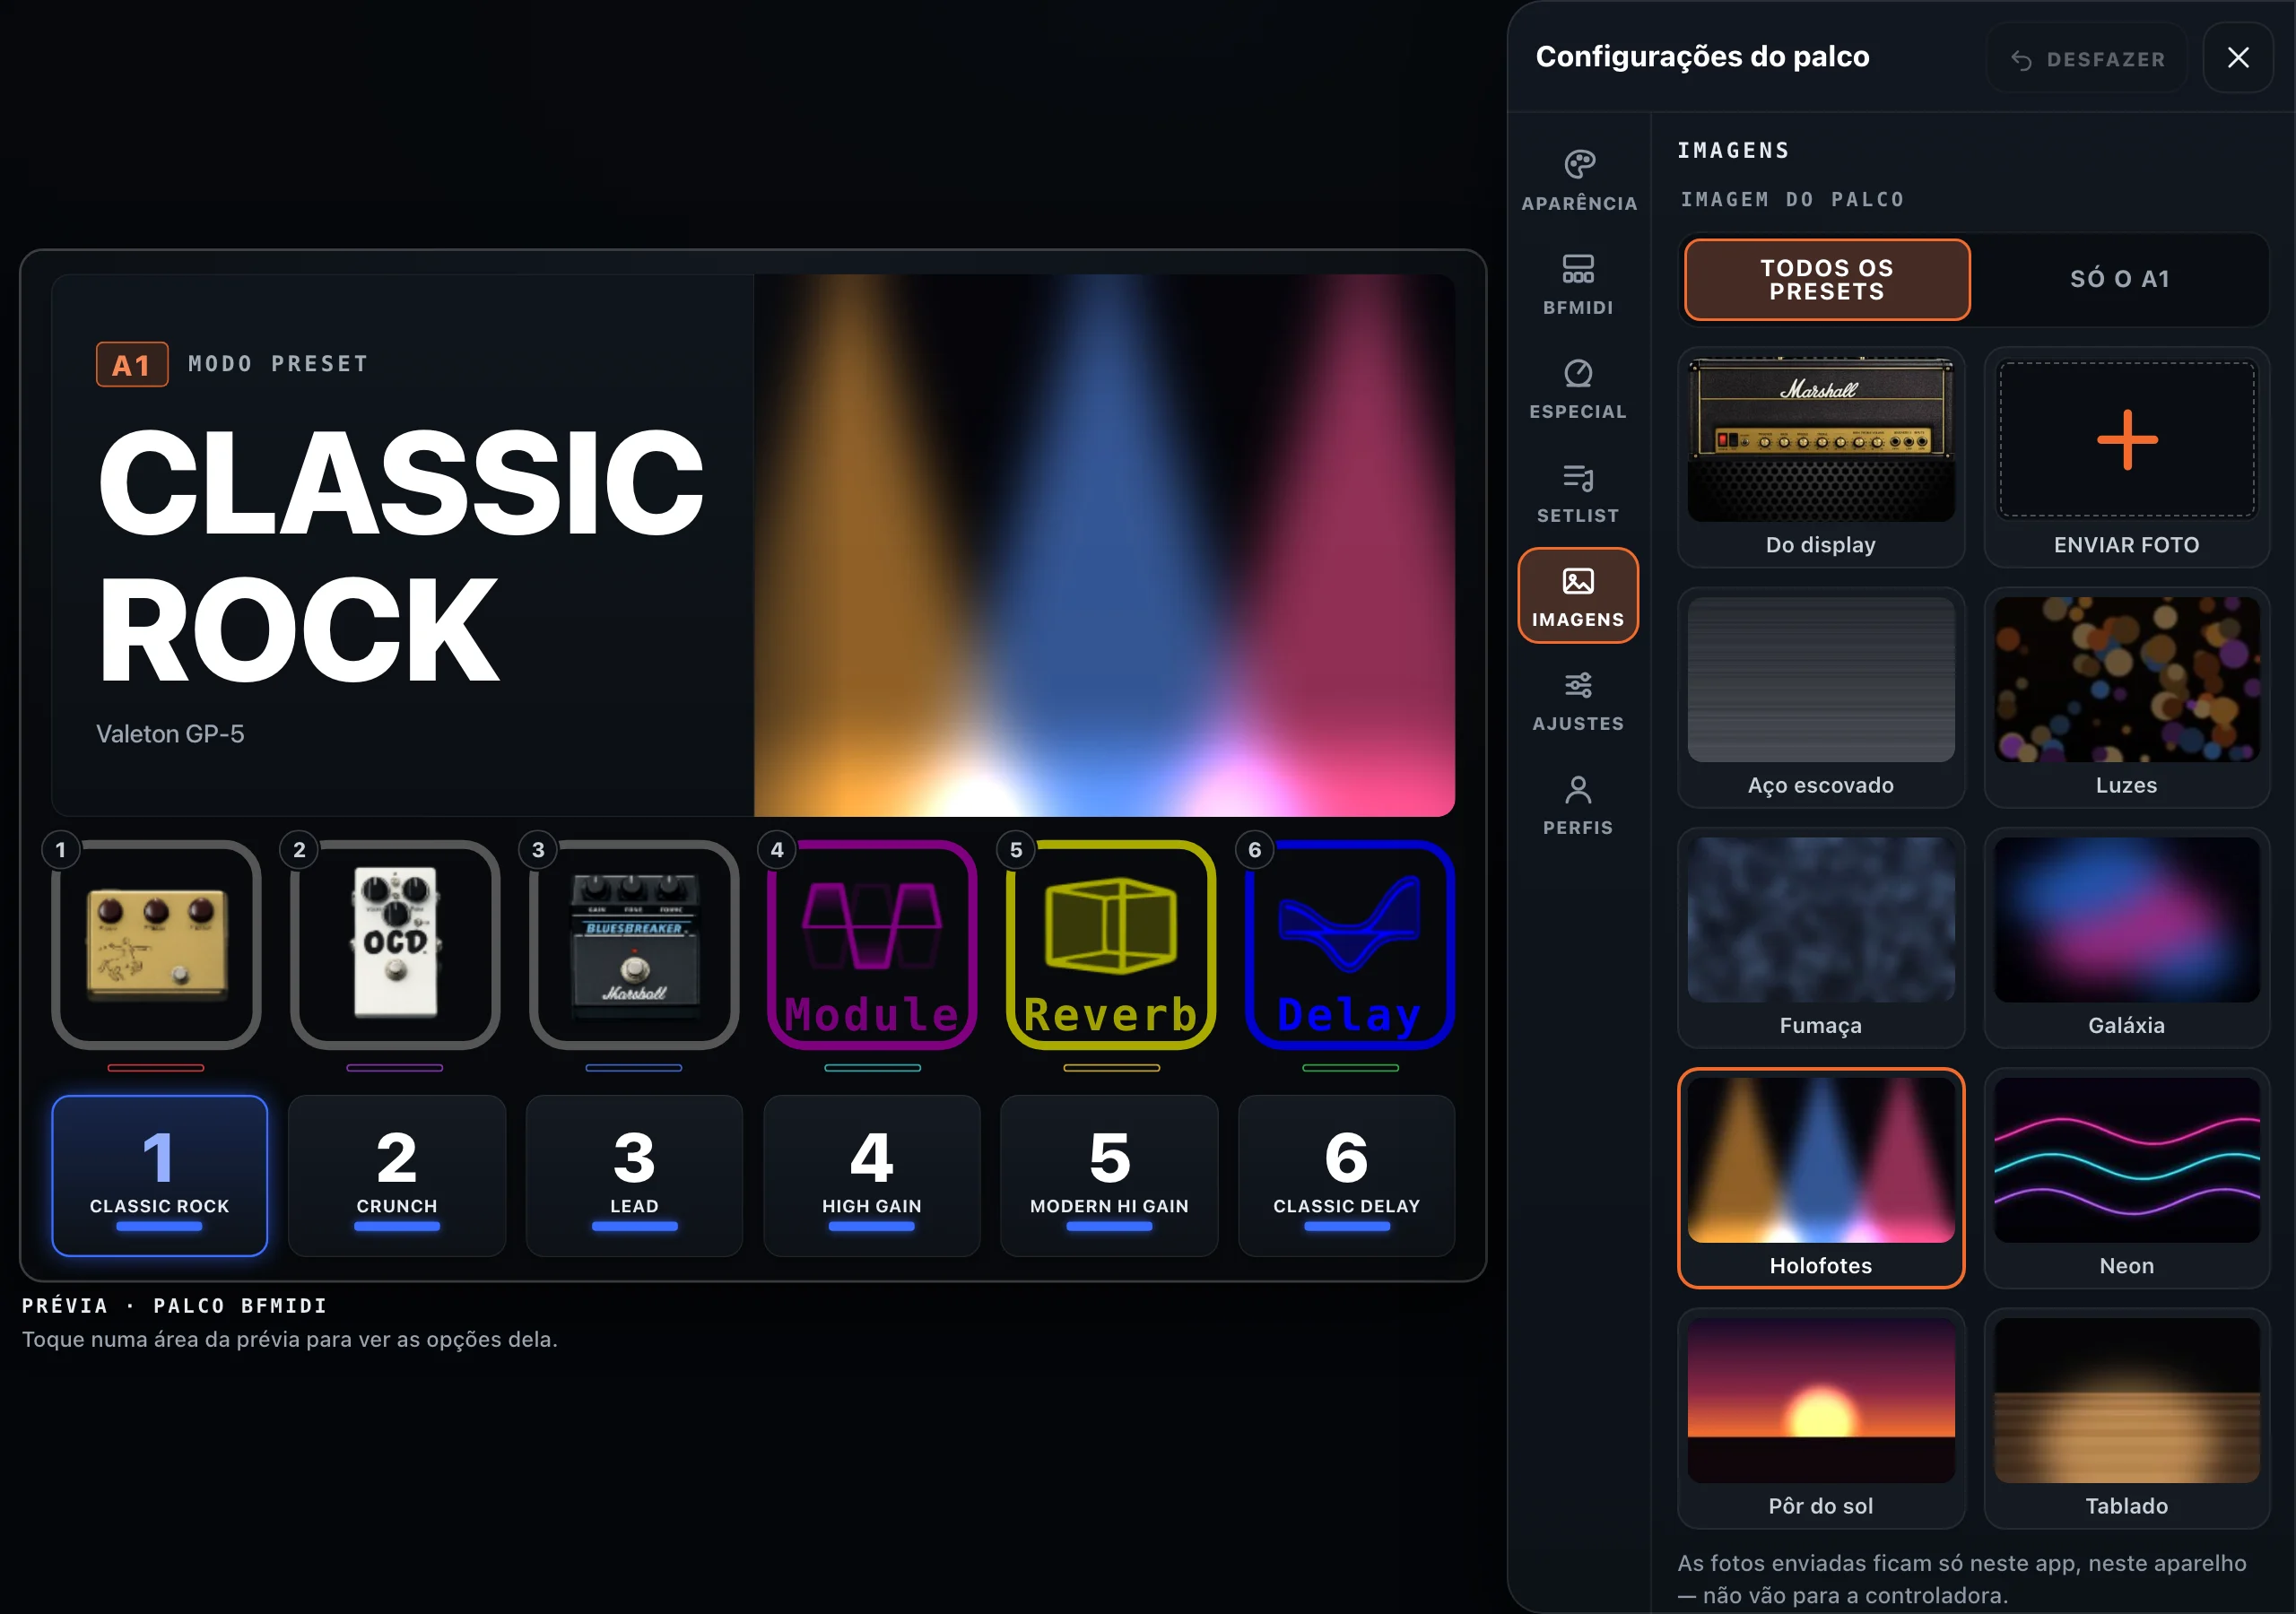 Configurações do palco
DESFAZER
APARÊNCIA
BFMIDI
ESPECIAL
SETLIST
IMAGENS
AJUSTES
PERFIS
IMAGENS
IMAGEM DO PALCO
TODOS OS
PRESETS
SÓ O A1
Marshall
Do display
ENVIAR FOTO
Aço escovado
Luzes
Fumaça
Galáxia
Holofotes
Neon
Pôr do sol
Tablado
As fotos enviadas ficam só neste app, neste aparelho
— não vão para a controladora.
A1 MODO PRESET
CLASSIC
ROCK
Valeton GP-5
1
2
OCD
3
GAIN
BLUESBREAKER
Marshall
4
Module
5
Reverb
6
Delay
1
CLASSIC ROCK
2
CRUNCH
3
LEAD
4
HIGH GAIN
5
MODERN HI GAIN
6
CLASSIC DELAY
PRÉVIA · PALCO BFMIDI
Toque numa área da prévia para ver as opções dela.